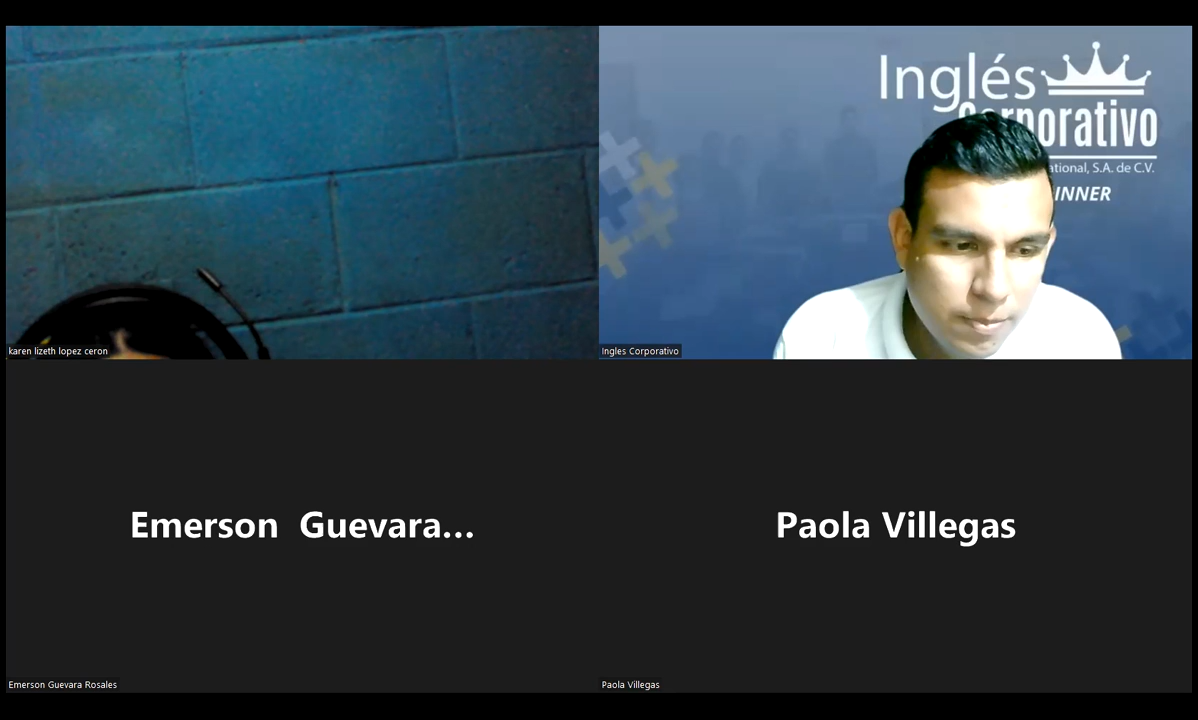 Inglés
Corporativo
ational, S.A. de C.V.
INNER
karen lizeth lopez ceron
Ingles Corporativo
Emerson Guevara...
Paola Villegas
Emerson Guevara Rosales
Paola Villegas